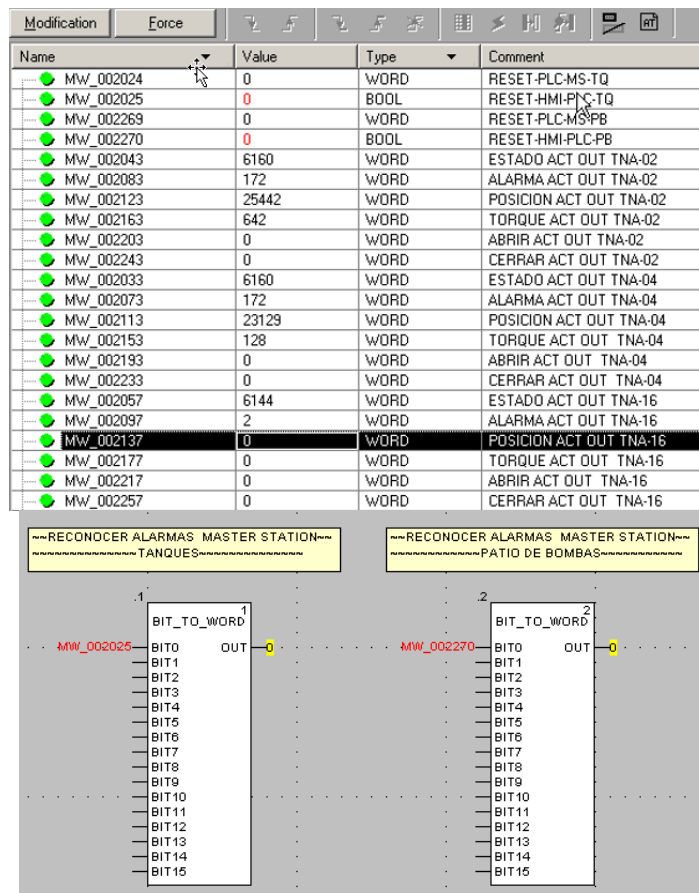 Modification Force
Name Value Type Comment
MW_002024 0 WORD RESET-PLC-MS-TQ
MW_002025 0 BOOL RESET-HMI-PLC-TQ
MW_002269 0 WORD RESET-PLC-MS-PB
MW_002270 0 BOOL RESET-HMI-PLC-PB
MW_002043 6160 WORD ESTADO ACT OUT TNA-02
MW_002083 172 WORD ALARMA ACT OUT TNA-02
MW_002123 25442 WORD POSICION ACT OUT TNA-02
MW_002163 642 WORD TORQUE ACT OUT TNA-02
MW_002203 0 WORD ABRIR ACT OUT TNA-02
MW_002243 0 WORD CERRAR ACT OUT TNA-02
MW_002033 6160 WORD ESTADO ACT OUT TNA-04
MW_002073 172 WORD ALARMA ACT OUT TNA-04
MW_002113 23129 WORD POSICION ACT OUT TNA-04
MW_002153 128 WORD TORQUE ACT OUT TNA-04
MW_002193 0 WORD ABRIR ACT OUT TNA-04
MW_002233 0 WORD CERRAR ACT OUT TNA-04
MW_002057 6144 WORD ESTADO ACT OUT TNA-16
MW_002097 2 WORD ALARMA ACT OUT TNA-16
MW_002137 0 WORD POSICION ACT OUT TNA-16
MW_002177 0 WORD TORQUE ACT OUT TNA-16
MW_002217 0 WORD ABRIR ACT OUT TNA-16
MW_002257 0 WORD CERRAR ACT OUT TNA-16
~~RECONOCER ALARMAS MASTER STATION~~
~~~~~~~~~~~~~~TANQUES~~~~~~~~~~~~~~
.1
1
BIT_TO_WORD
MW_002025 BIT0 OUT 0
BIT1
BIT2
BIT3
BIT4
BIT5
BIT6
BIT7
BIT8
BIT9
BIT10
BIT11
BIT12
BIT13
BIT14
BIT15
~~RECONOCER ALARMAS MASTER STATION~~
~~~~~~~~~~~~PATIO DE BOMBAS~~~~~~~~~~~
.2
2
BIT_TO_WORD
MW_002270 BIT0 OUT 0
BIT1
BIT2
BIT3
BIT4
BIT5
BIT6
BIT7
BIT8
BIT9
BIT10
BIT11
BIT12
BIT13
BIT14
BIT15